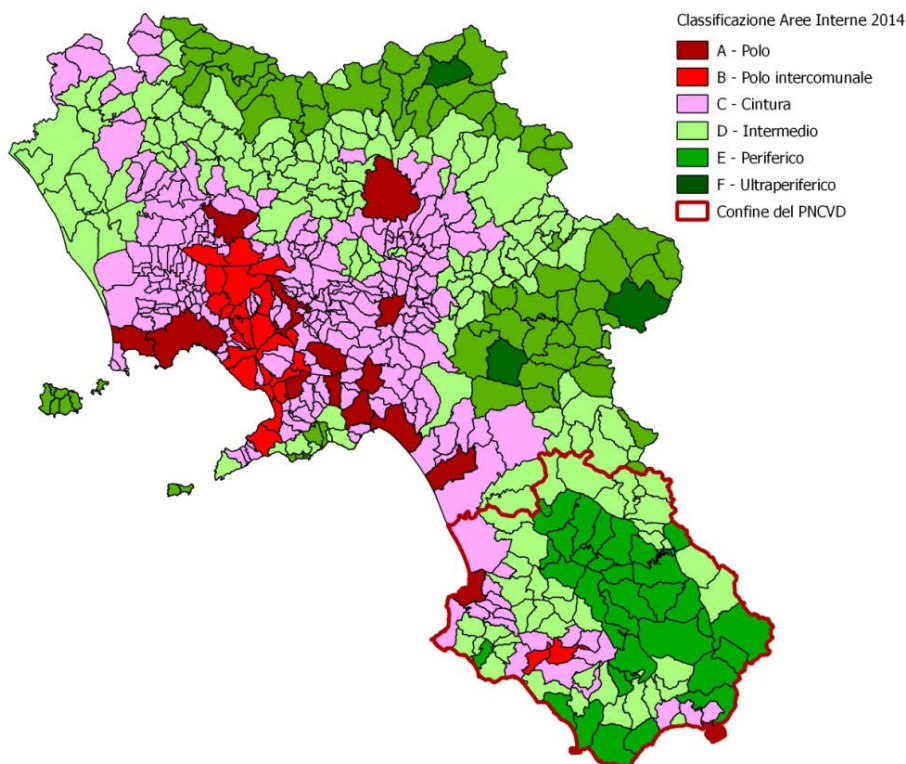 Classificazione Aree Interne 2014
A - Polo
B - Polo intercomunale
C - Cintura
D - Intermedio
E - Periferico
F - Ultraperiferico
Confine del PNCVD